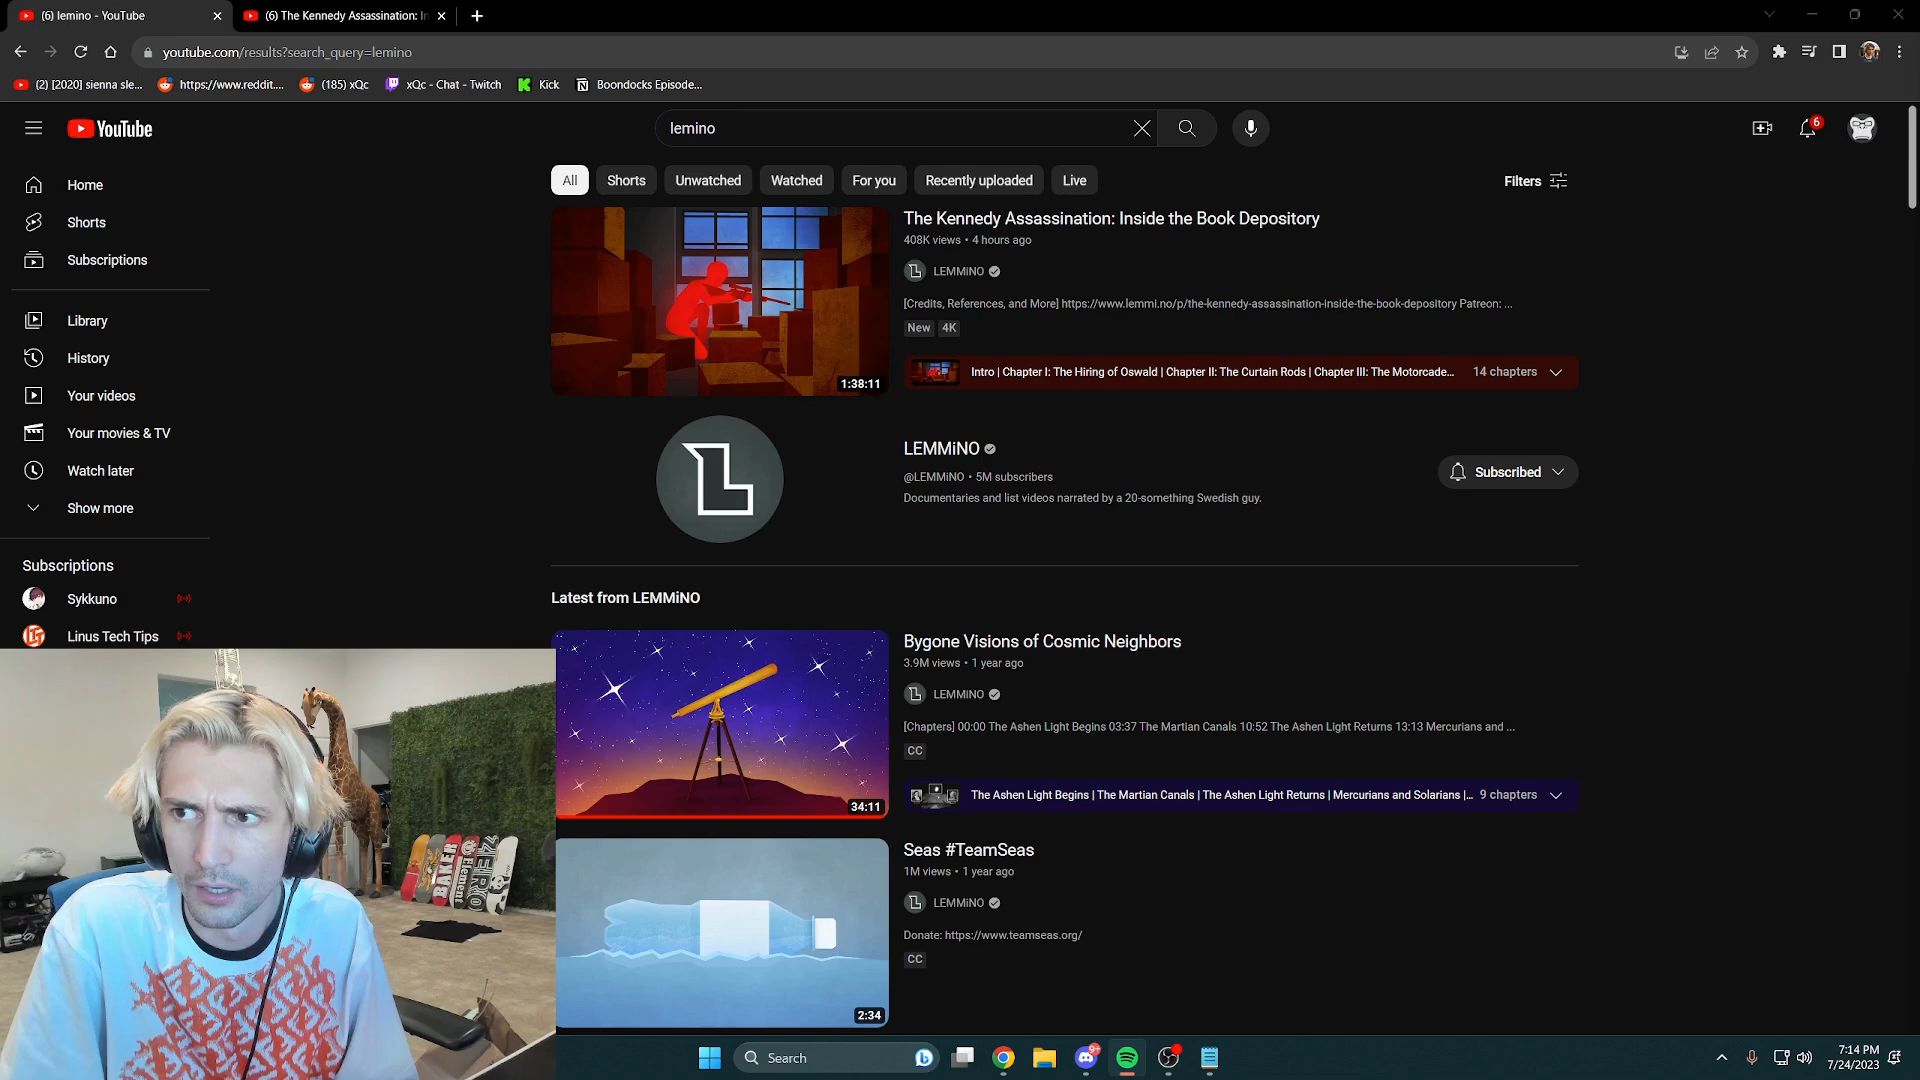 (6) lemino - YouTube
(6) The Kennedy Assassination: In
youtube.com/results?search_query=lemino
(2) [2020] sienna sle...
https://www.reddit....
(185) xQc
xQc - Chat - Twitch
Kick
Boondocks Episode...
YouTube
lemino
6
All
Shorts
Unwatched
Watched
For you
Recently uploaded
Live
Filters
Home
Shorts
Subscriptions
Library
History
Your videos
Your movies & TV
Watch later
Show more
Subscriptions
Sykkuno
Linus Tech Tips
1:38:11
The Kennedy Assassination: Inside the Book Depository
408K views • 4 hours ago
LEMMiNO
[Credits, References, and More] https://www.lemmi.no/p/the-kennedy-assassination-inside-the-book-depository Patreon: ...
New
4K
Intro | Chapter I: The Hiring of Oswald | Chapter II: The Curtain Rods | Chapter III: The Motorcade...
14 chapters
LEMMiNO
@LEMMiNO • 5M subscribers
Documentaries and list videos narrated by a 20-something Swedish guy.
Subscribed
Latest from LEMMiNO
34:11
Bygone Visions of Cosmic Neighbors
3.9M views • 1 year ago
LEMMiNO
[Chapters] 00:00 The Ashen Light Begins 03:37 The Martian Canals 10:52 The Ashen Light Returns 13:13 Mercurians and ...
CC
The Ashen Light Begins | The Martian Canals | The Ashen Light Returns | Mercurians and Solarians |...
9 chapters
2:34
Seas #TeamSeas
1M views • 1 year ago
LEMMiNO
Donate: https://www.teamseas.org/
CC
BAKER
Element
ZERO
Search
9+
7:14 PM
7/24/2023